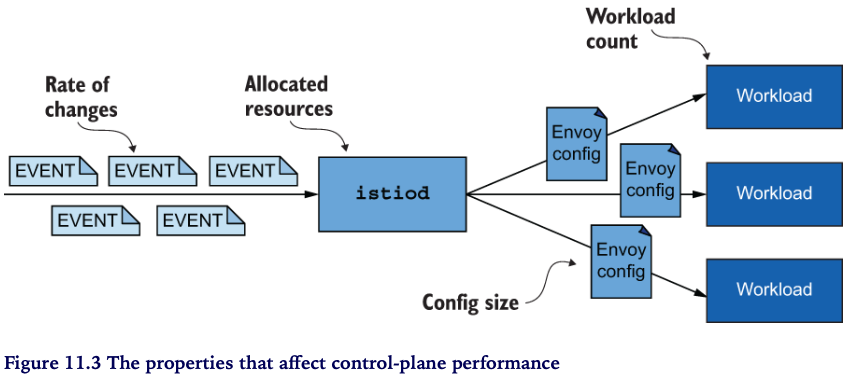 Workload
count
Rate of
changes
Allocated
resources
Workload
Envoy
config
EVENT
EVENT
EVENT
istiod
Envoy
config
Workload
EVENT
EVENT
Envoy
config
Workload
Config size
Figure 11.3 The properties that affect control-plane performance